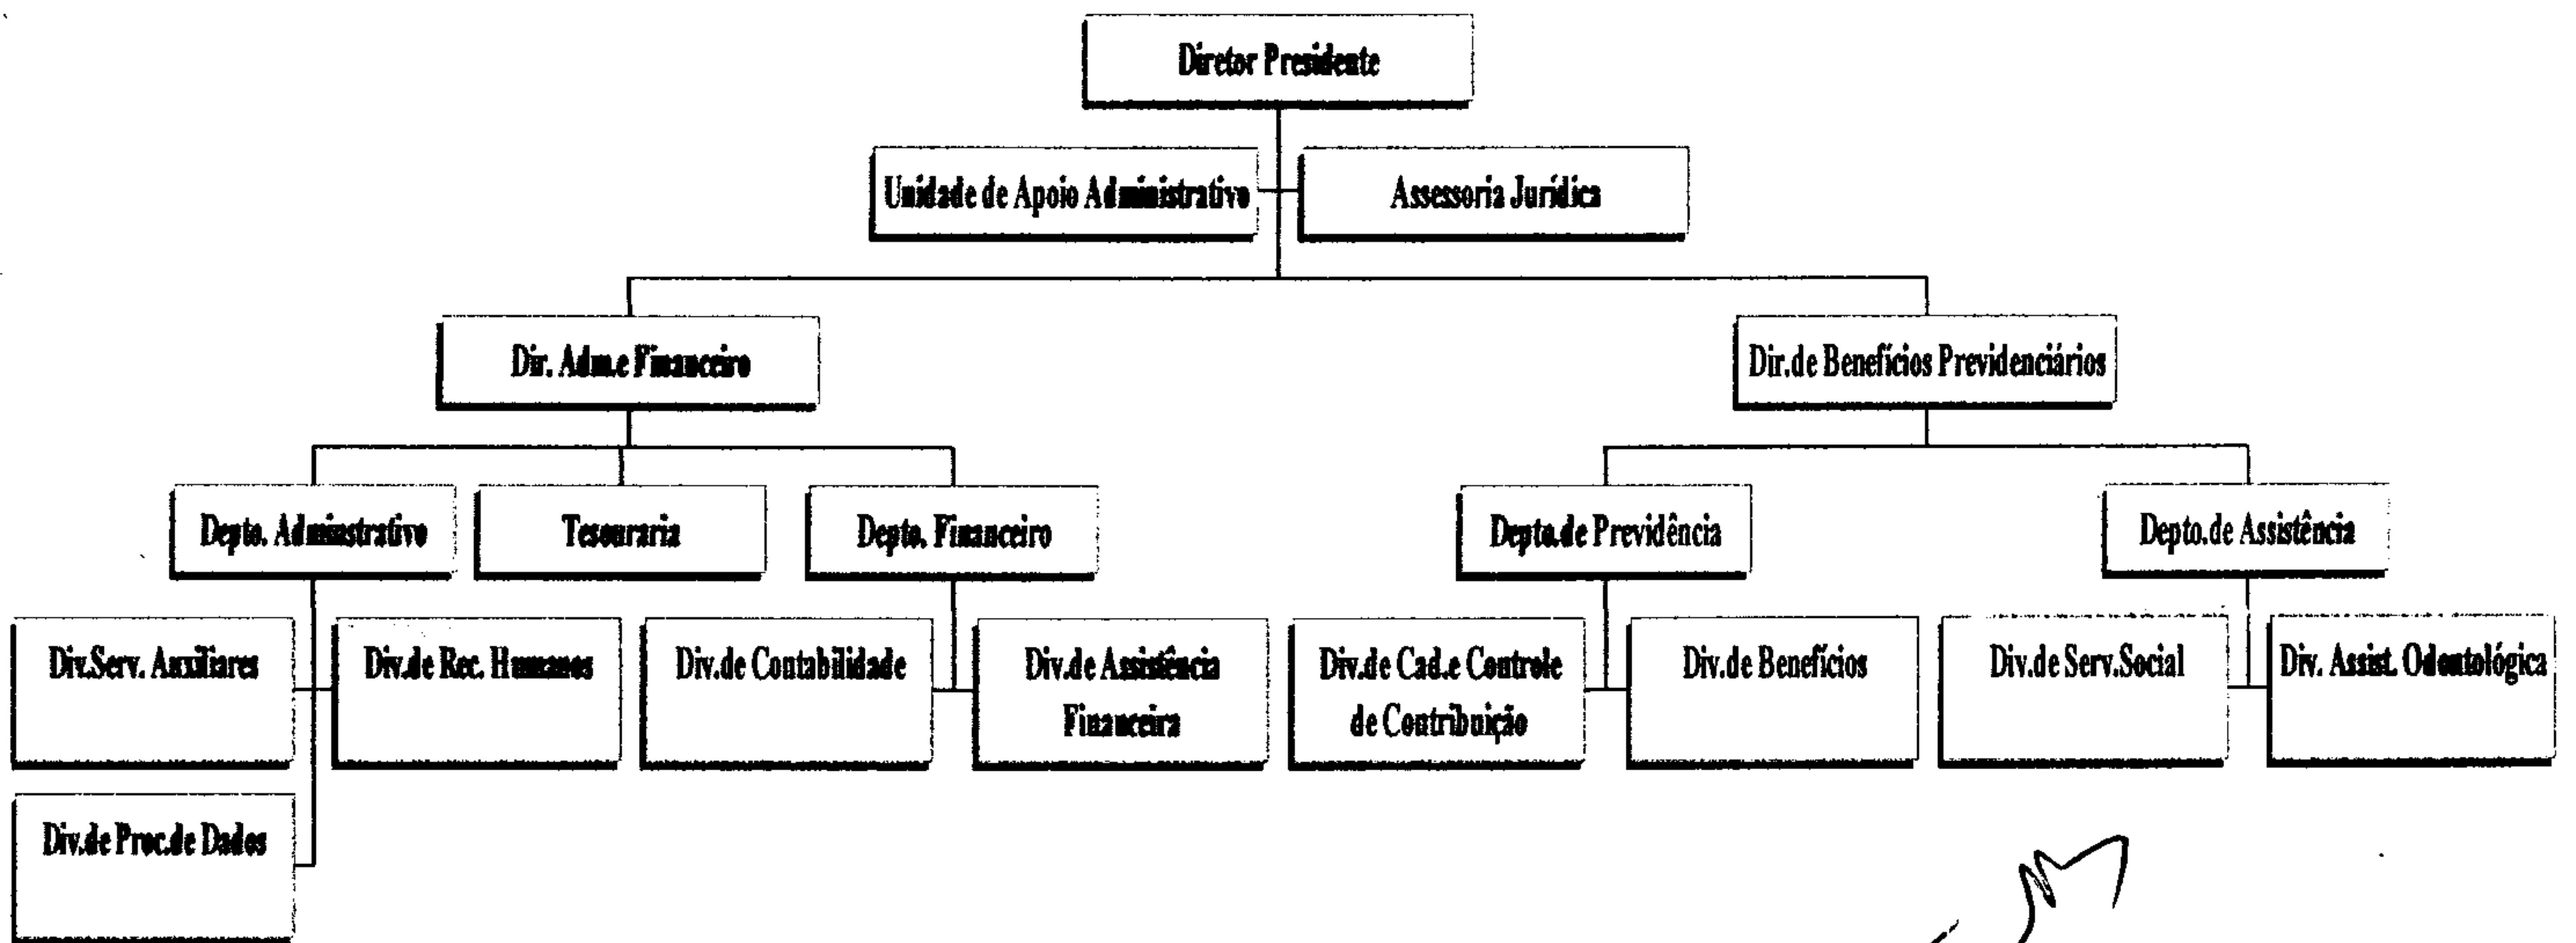 Diretor Presidente
Unidade de Apoio Administrativo
Assessoria Jurídica
Dir. Adm.e Financeiro
Dir.de Benefícios Previdenciários
Depto. Adminstrativo
Tesouraria
Depto. Financeiro
Depto.de Previdência
Depto.de Assistência
Div.Serv. Auxiliares
Div.de Rec. Humanos
Div.de Contabilidade
Div.de Assistência
Financeira
Div.de Cad.e Controle
de Contribuição
Div.de Benefícios
Div.de Serv.Social
Div. Assist. Odontológica
Div.de Proc.de Dados